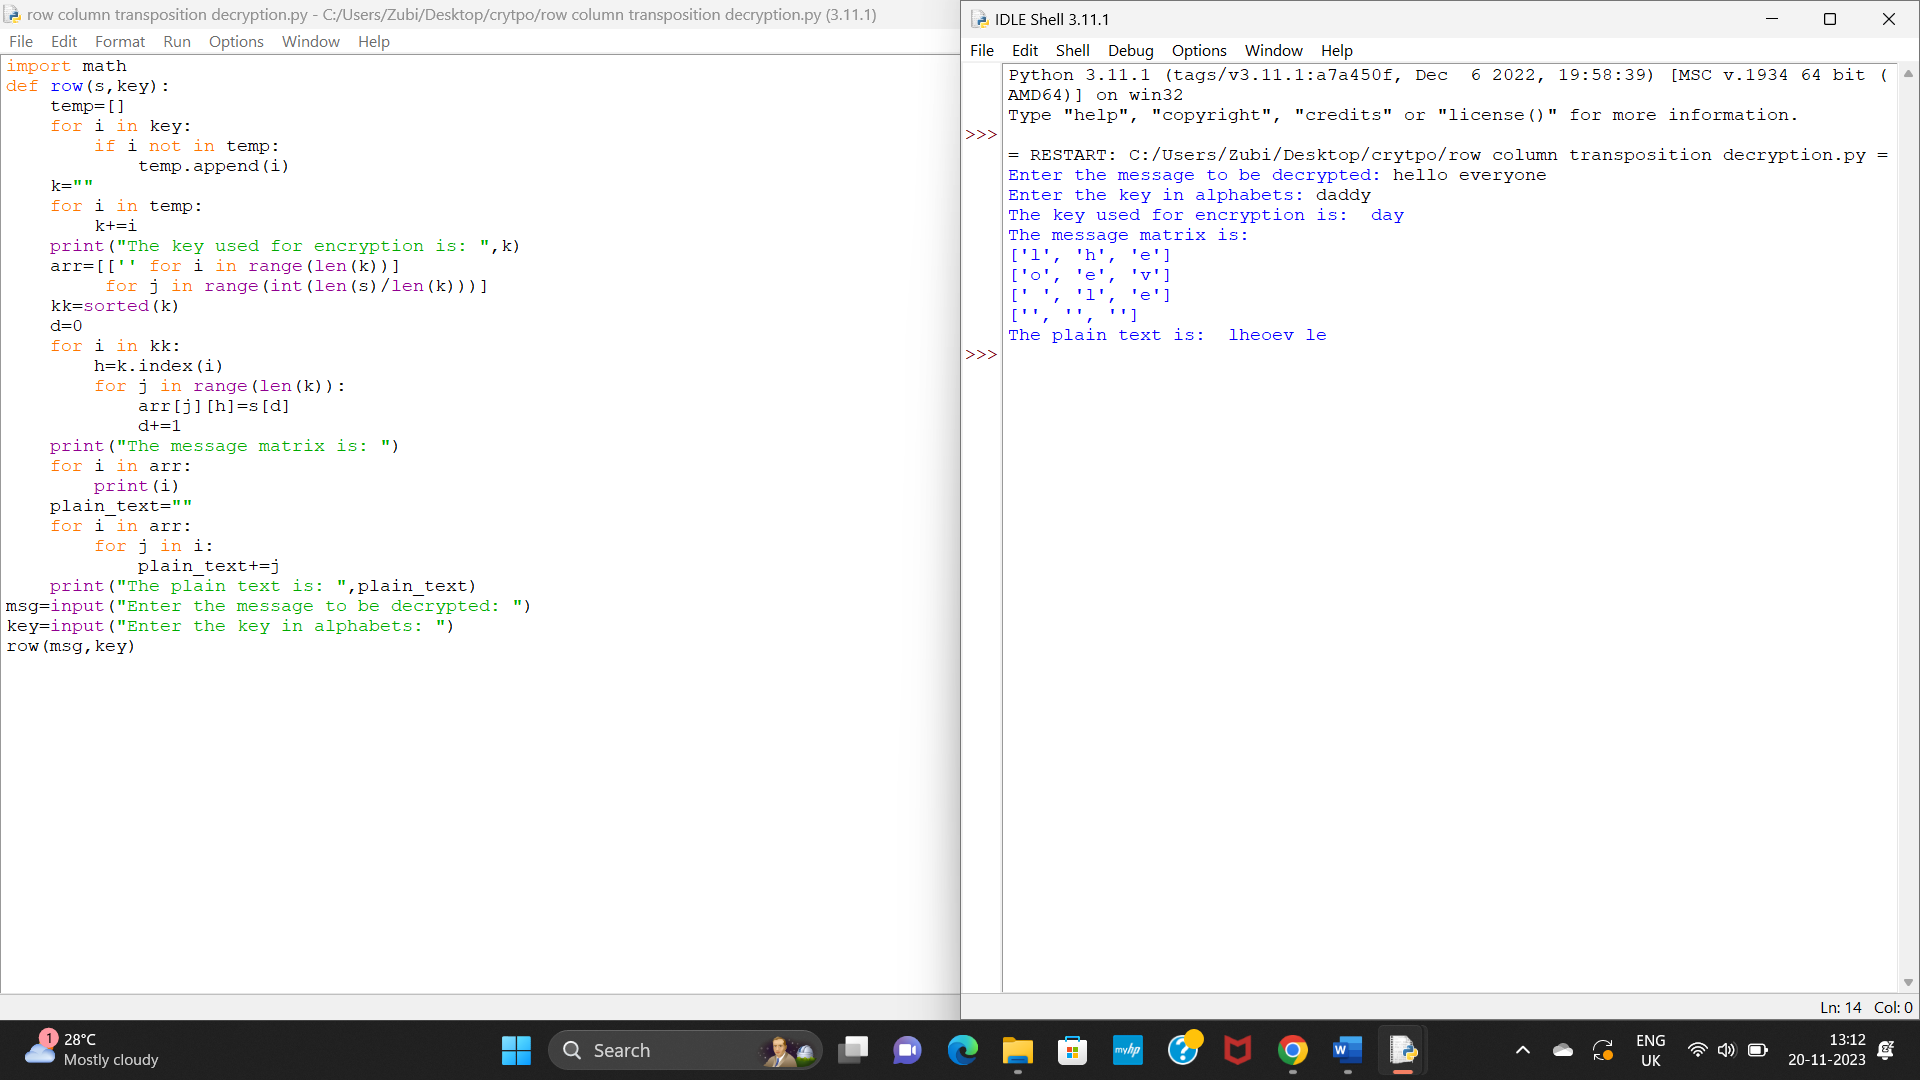 row column transposition decryption.py - C:/Users/Zubi/Desktop/crytpo/row column transposition decryption.py (3.11.1)
File Edit Format Run Options Window Help
import math
def row(s,key):
    temp=[]
    for i in key:
        if i not in temp:
            temp.append(i)
    k=""
    for i in temp:
        k+=i
    print("The key used for encryption is: ",k)
    arr=[['' for i in range(len(k))]
         for j in range(int(len(s)/len(k)))]
    kk=sorted(k)
    d=0
    for i in kk:
        h=k.index(i)
        for j in range(len(k)):
            arr[j][h]=s[d]
            d+=1
    print("The message matrix is: ")
    for i in arr:
        print(i)
    plain_text=""
    for i in arr:
        for j in i:
            plain_text+=j
    print("The plain text is: ",plain_text)
msg=input("Enter the message to be decrypted: ")
key=input("Enter the key in alphabets: ")
row(msg,key)
IDLE Shell 3.11.1
File Edit Shell Debug Options Window Help
Python 3.11.1 (tags/v3.11.1:a7a450f, Dec  6 2022, 19:58:39) [MSC v.1934 64 bit (
AMD64)] on win32
Type "help", "copyright", "credits" or "license()" for more information.
>>>
= RESTART: C:/Users/Zubi/Desktop/crytpo/row column transposition decryption.py =
Enter the message to be decrypted: hello everyone
Enter the key in alphabets: daddy
The key used for encryption is:  day
The message matrix is:
['l', 'h', 'e']
['o', 'e', 'v']
[' ', 'l', 'e']
['', '', '']
The plain text is:  lheoev le
>>>
Ln: 14 Col: 0
1
28°C
Mostly cloudy
Search
myhp
?
W
ENG
UK
13:12
20-11-2023